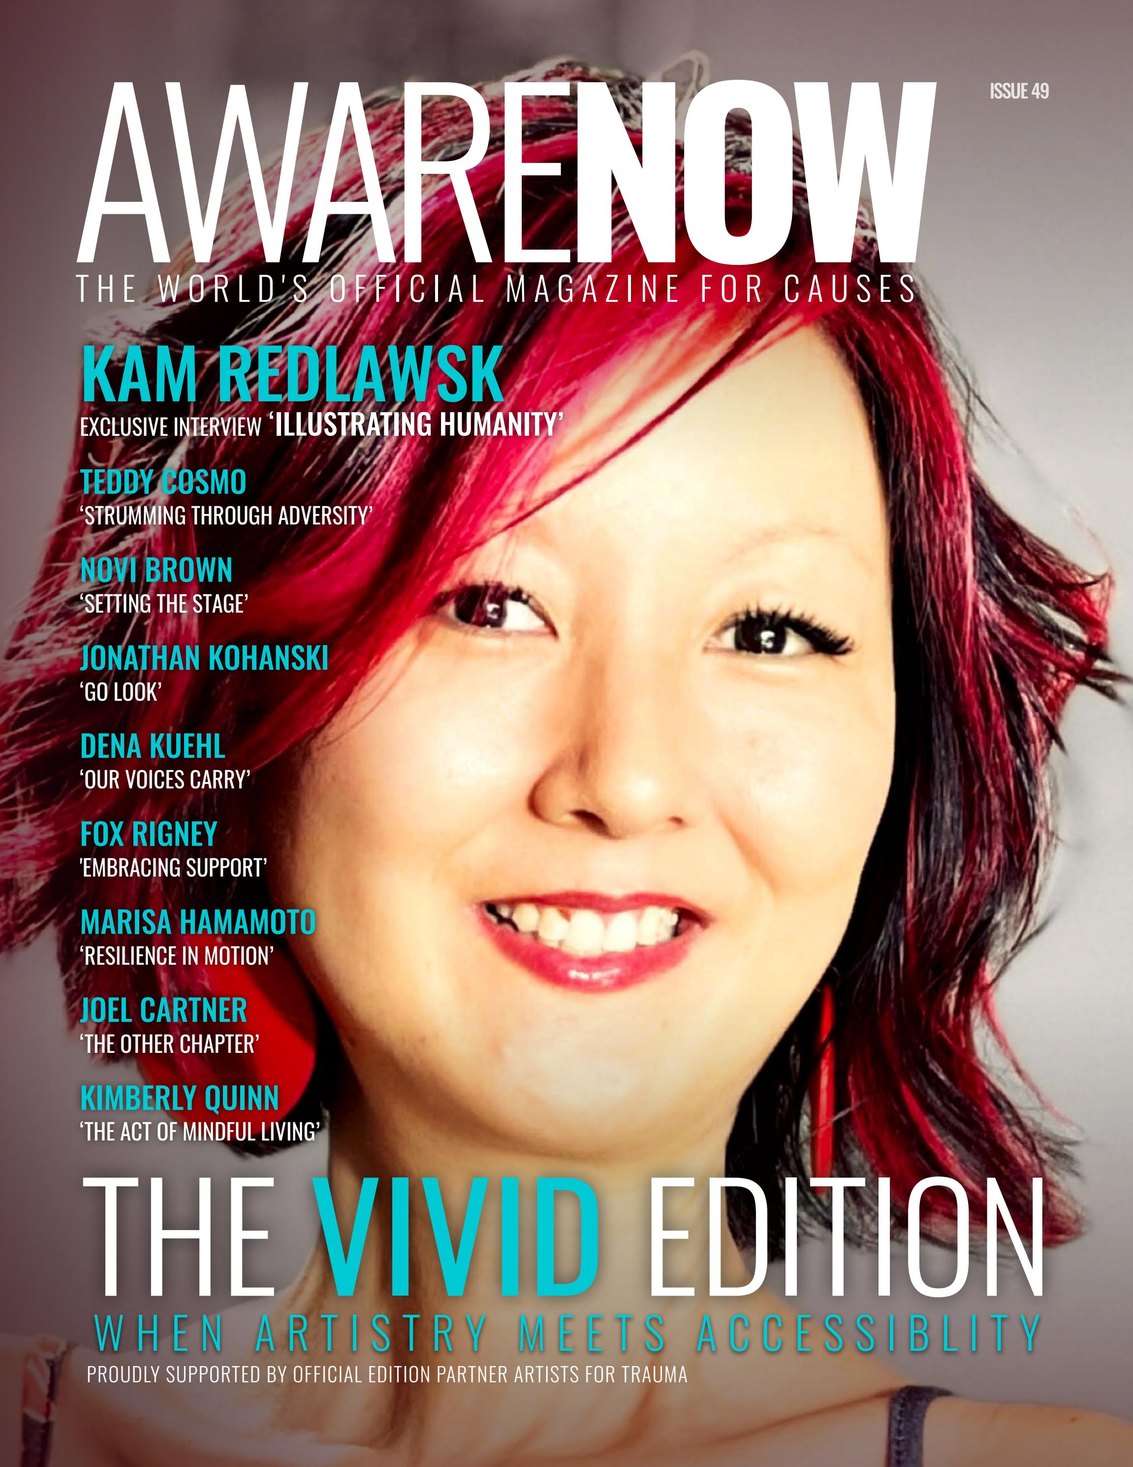 AWARENOW
ISSUE 49
THE WORLD'S OFFICIAL MAGAZINE FOR CAUSES
KAM REDLAWSK
EXCLUSIVE INTERVIEW ‘ILLUSTRATING HUMANITY’
TEDDY COSMO
‘STRUMMING THROUGH ADVERSITY’
NOVI BROWN
‘SETTING THE STAGE’
JONATHAN KOHANSKI
‘GO LOOK’
DENA KUEHL
‘OUR VOICES CARRY’
FOX RIGNEY
'EMBRACING SUPPORT’
MARISA HAMAMOTO
‘RESILIENCE IN MOTION’
JOEL CARTNER
‘THE OTHER CHAPTER’
KIMBERLY QUINN
‘THE ACT OF MINDFUL LIVING’
THE VIVID EDITION
WHEN ARTISTRY MEETS ACCESSIBLITY
PROUDLY SUPPORTED BY OFFICIAL EDITION PARTNER ARTISTS FOR TRAUMA